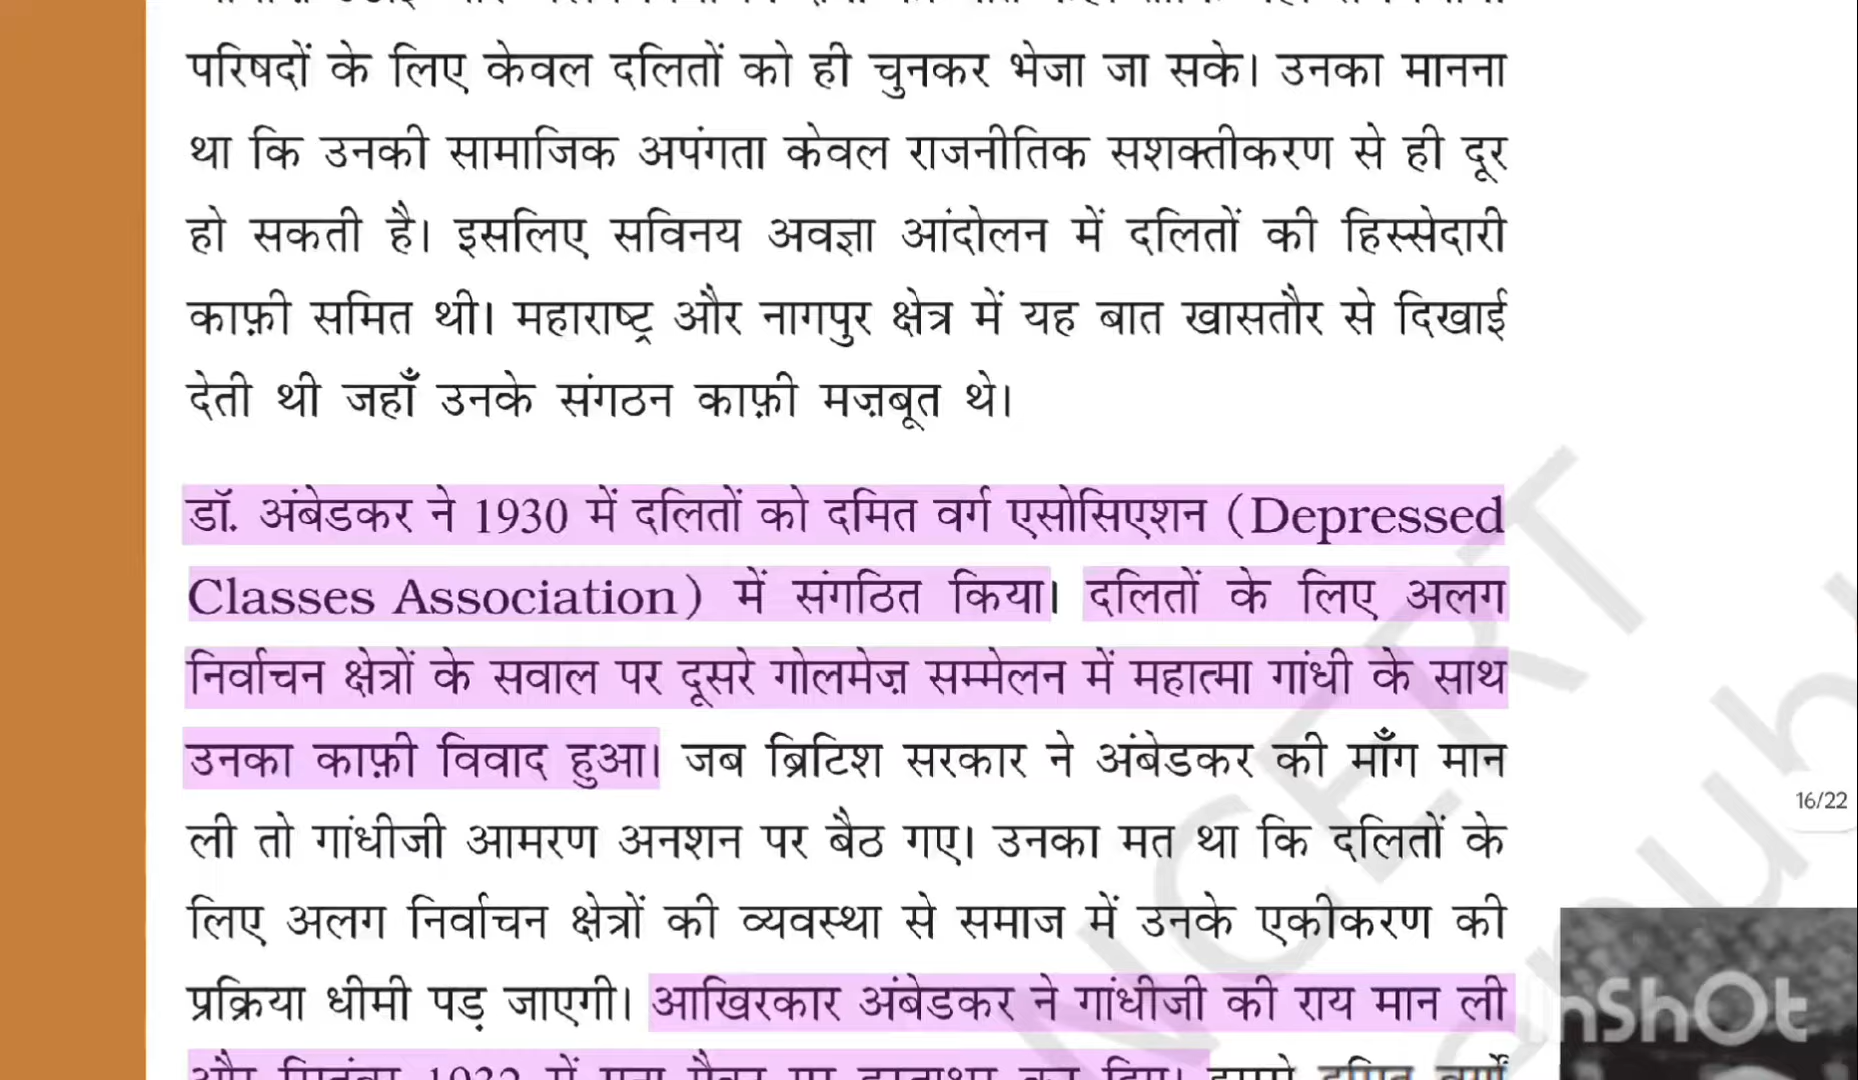 परिषदों के लिए केवल दलितों को ही चुनकर भेजा जा सके। उनका मानना
था कि उनकी सामाजिक अपंगता केवल राजनीतिक सशक्तीकरण से ही दूर
हो सकती है। इसलिए सविनय अवज्ञा आंदोलन में दलितों की हिस्सेदारी
काफ़ी समित थी। महाराष्ट्र और नागपुर क्षेत्र में यह बात खासतौर से दिखाई
देती थी जहाँ उनके संगठन काफ़ी मज़बूत थे।
डॉ. अंबेडकर ने 1930 में दलितों को दमित वर्ग एसोसिएशन (Depressed
Classes Association) में संगठित किया। दलितों के लिए अलग
निर्वाचन क्षेत्रों के सवाल पर दूसरे गोलमेज़ सम्मेलन में महात्मा गांधी के साथ
उनका काफ़ी विवाद हुआ। जब ब्रिटिश सरकार ने अंबेडकर की माँग मान
ली तो गांधीजी आमरण अनशन पर बैठ गए। उनका मत था कि दलितों के
लिए अलग निर्वाचन क्षेत्रों की व्यवस्था से समाज में उनके एकीकरण की
प्रक्रिया धीमी पड़ जाएगी। आखिरकार अंबेडकर ने गांधीजी की राय मान ली
16/22
NCERT
InShOt